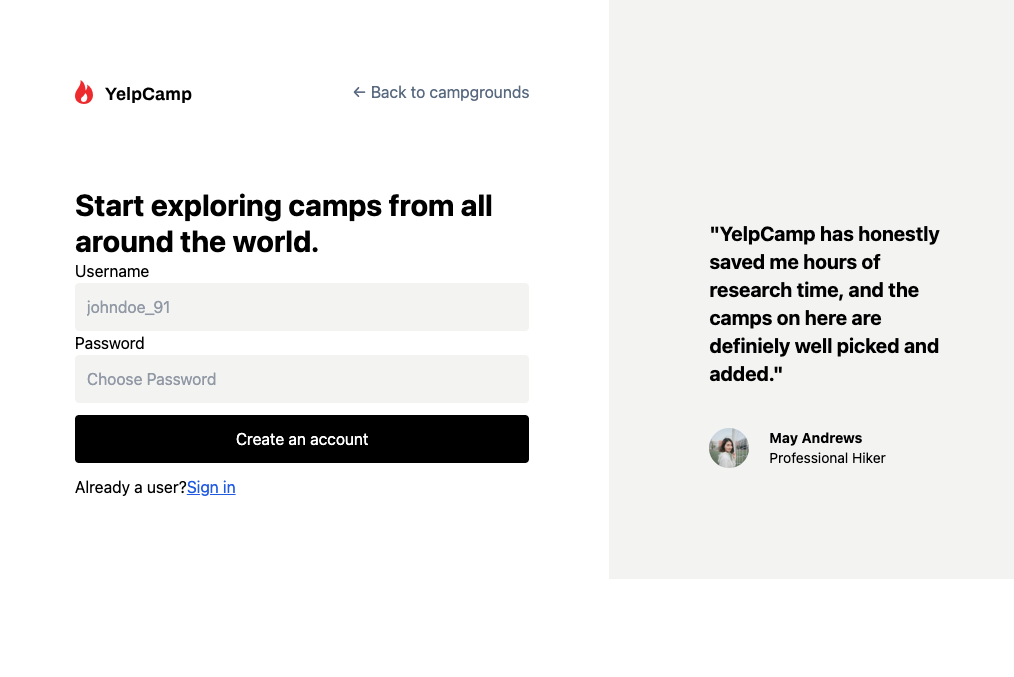 YelpCamp
← Back to campgrounds
Start exploring camps from all
around the world.
Username
johndoe_91
Password
Choose Password
Create an account
Already a user?Sign in
"YelpCamp has honestly
saved me hours of
research time, and the
camps on here are
definiely well picked and
added."
May Andrews
Professional Hiker